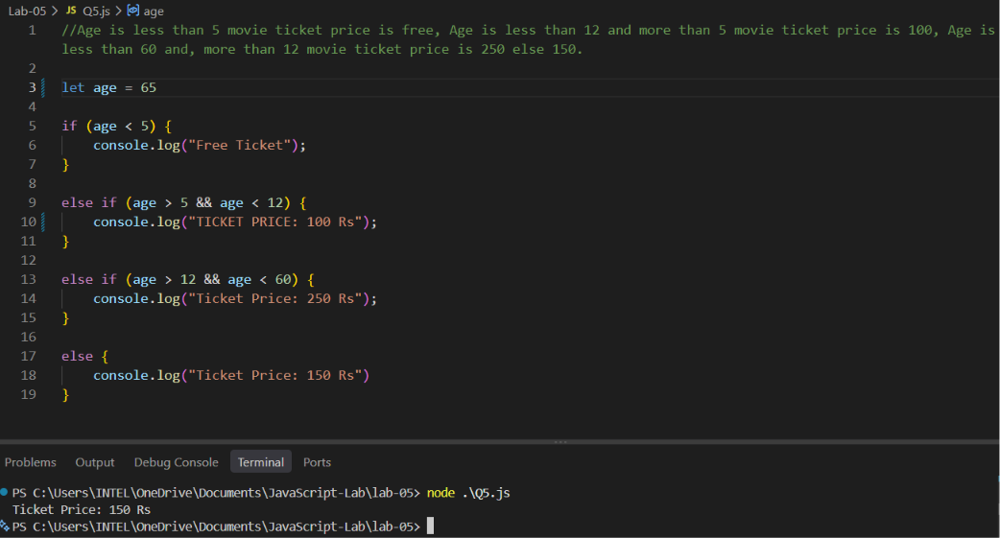 Lab-05 > JS Q5.js > age
1 //Age is less than 5 movie ticket price is free, Age is less than 12 and more than 5 movie ticket price is 100, Age is
less than 60 and, more than 12 movie ticket price is 250 else 150.
2
3 let age = 65
4
5 if (age < 5) {
6     console.log("Free Ticket");
7 }
8
9 else if (age > 5 && age < 12) {
10     console.log("TICKET PRICE: 100 Rs");
11 }
12
13 else if (age > 12 && age < 60) {
14     console.log("Ticket Price: 250 Rs");
15 }
16
17 else {
18     console.log("Ticket Price: 150 Rs")
19 }
Problems Output Debug Console Terminal Ports
PS C:\Users\INTEL\OneDrive\Documents\JavaScript-Lab\lab-05> node .\Q5.js
Ticket Price: 150 Rs
PS C:\Users\INTEL\OneDrive\Documents\JavaScript-Lab\lab-05>